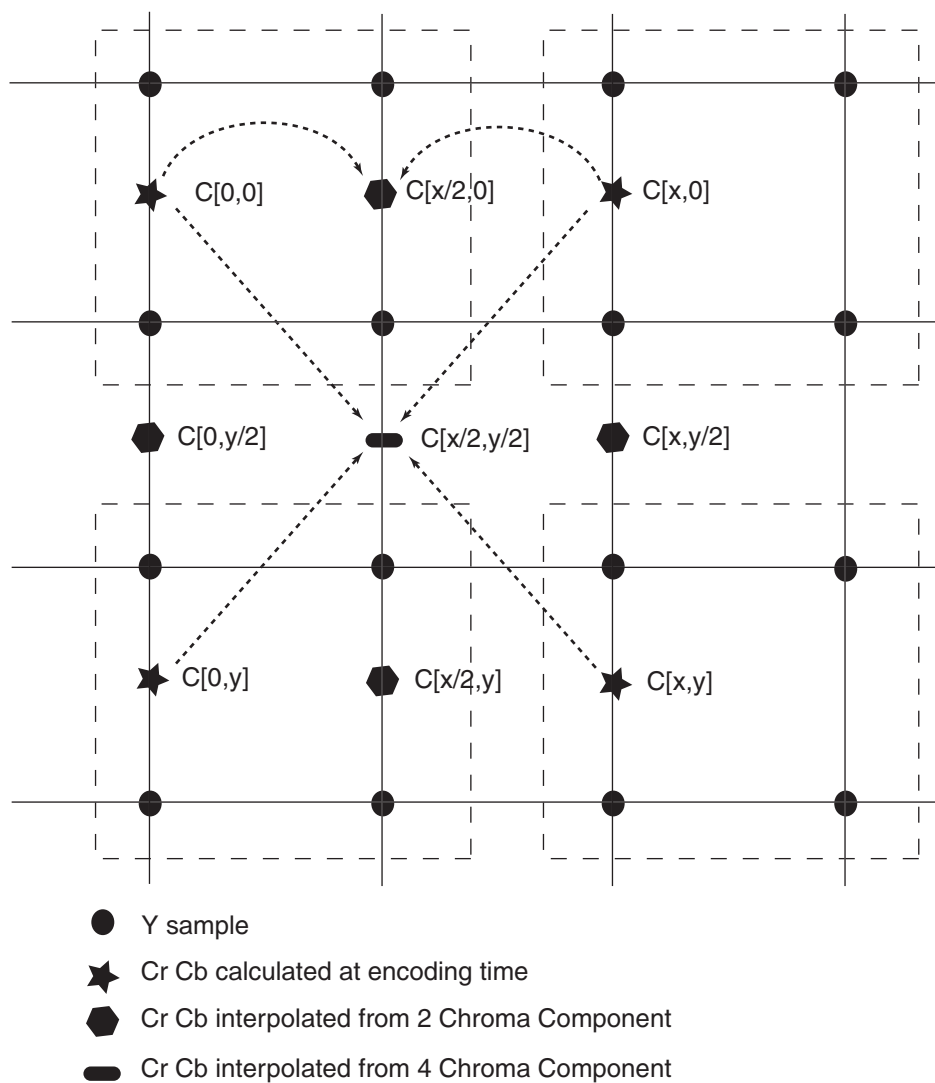 C[0,0]
C[x/2,0]
C[x,0]
C[0,y/2]
C[x/2,y/2]
C[x,y/2]
C[0,y]
C[x/2,y]
C[x,y]
Y sample
Cr Cb calculated at encoding time
Cr Cb interpolated from 2 Chroma Component
Cr Cb interpolated from 4 Chroma Component